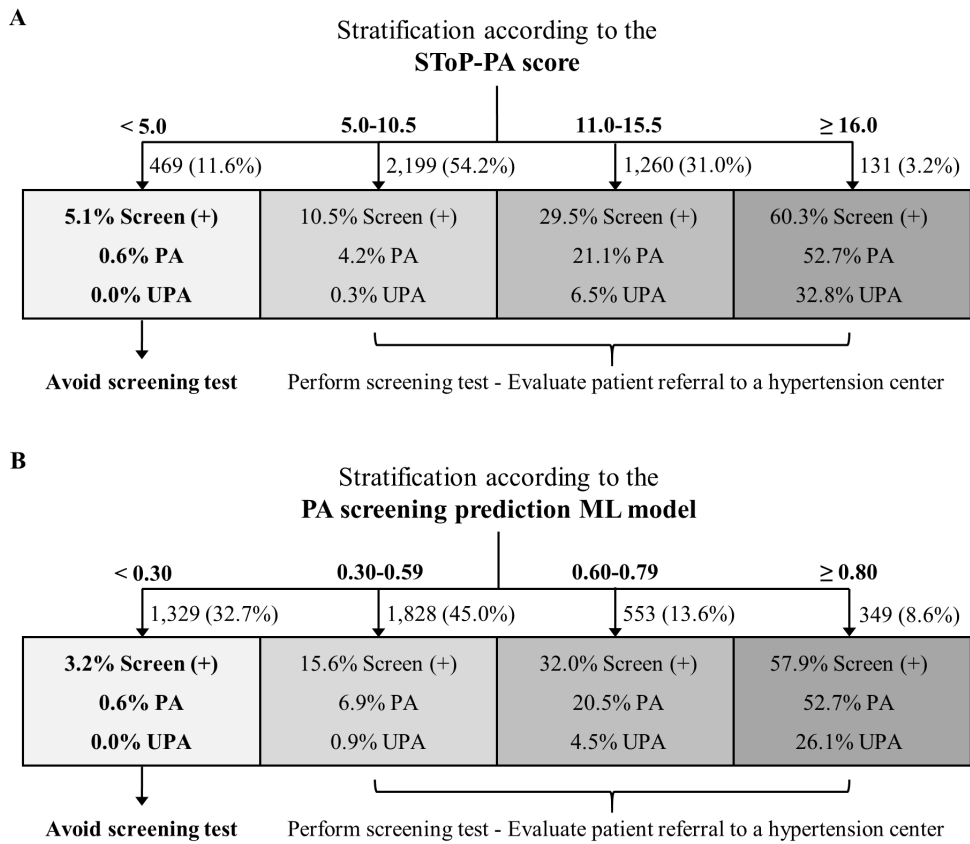 A
Stratification according to the
SToP-PA score
< 5.0 5.0-10.5 11.0-15.5 ≥ 16.0
469 (11.6%) 2,199 (54.2%) 1,260 (31.0%) 131 (3.2%)
5.1% Screen (+) 10.5% Screen (+) 29.5% Screen (+) 60.3% Screen (+)
0.6% PA 4.2% PA 21.1% PA 52.7% PA
0.0% UPA 0.3% UPA 6.5% UPA 32.8% UPA
Avoid screening test Perform screening test - Evaluate patient referral to a hypertension center
B
Stratification according to the
PA screening prediction ML model
< 0.30 0.30-0.59 0.60-0.79 ≥ 0.80
1,329 (32.7%) 1,828 (45.0%) 553 (13.6%) 349 (8.6%)
3.2% Screen (+) 15.6% Screen (+) 32.0% Screen (+) 57.9% Screen (+)
0.6% PA 6.9% PA 20.5% PA 52.7% PA
0.0% UPA 0.9% UPA 4.5% UPA 26.1% UPA
Avoid screening test Perform screening test - Evaluate patient referral to a hypertension center